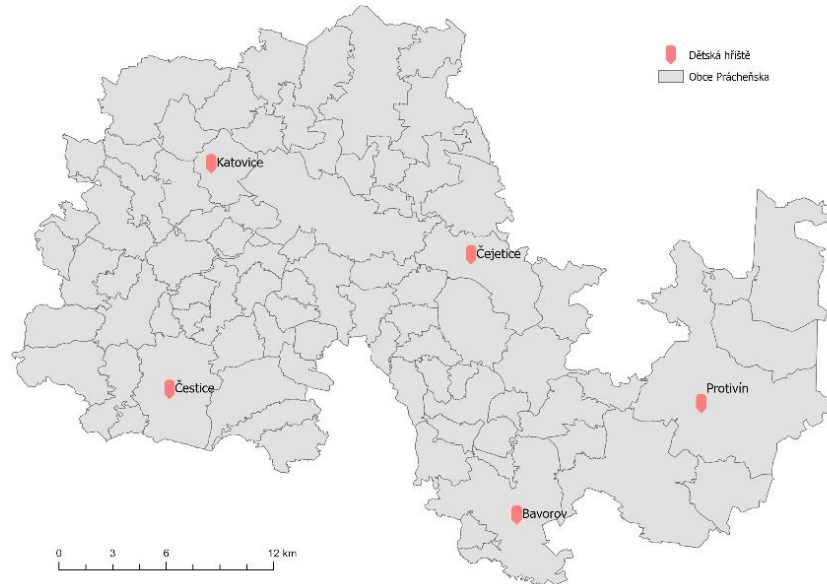 Dětská hřiště
Obce Prácheňska
Katovice
Čejetice
Čestice
Protivín
Bavorov
0 3 6 12 km